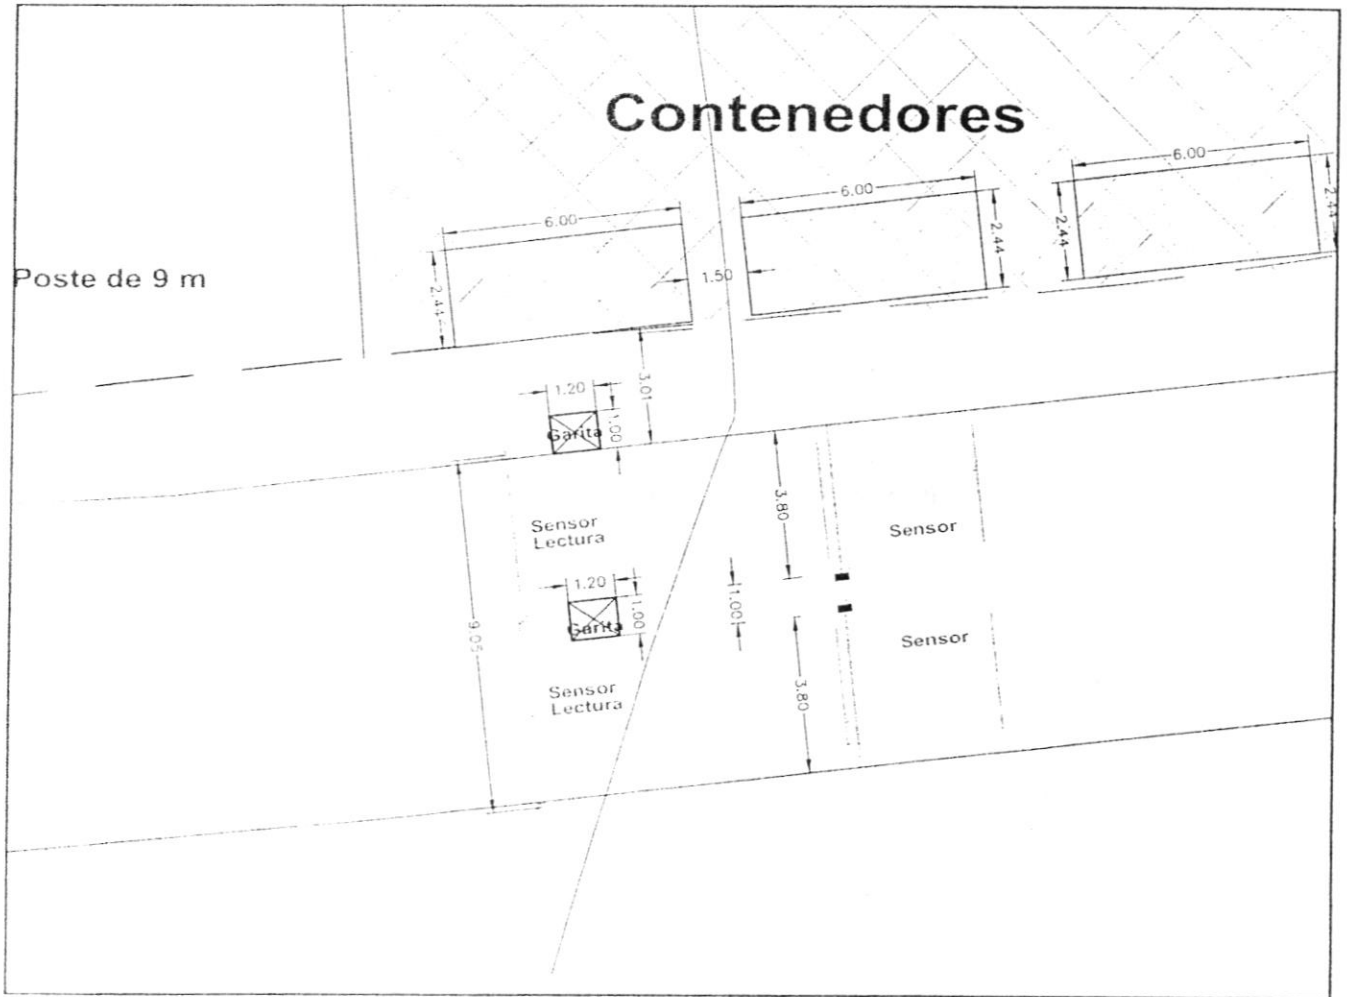 Contenedores
6.00
6.00
6.00
2.44
2.44
2.44
2.44
1.50
Poste de 9 m
3.01
1.20
1.00
Garita
3.80
Sensor
Lectura
Sensor
1.20
1.00
Garita
1.00
9.05
Sensor
3.80
Sensor
Lectura